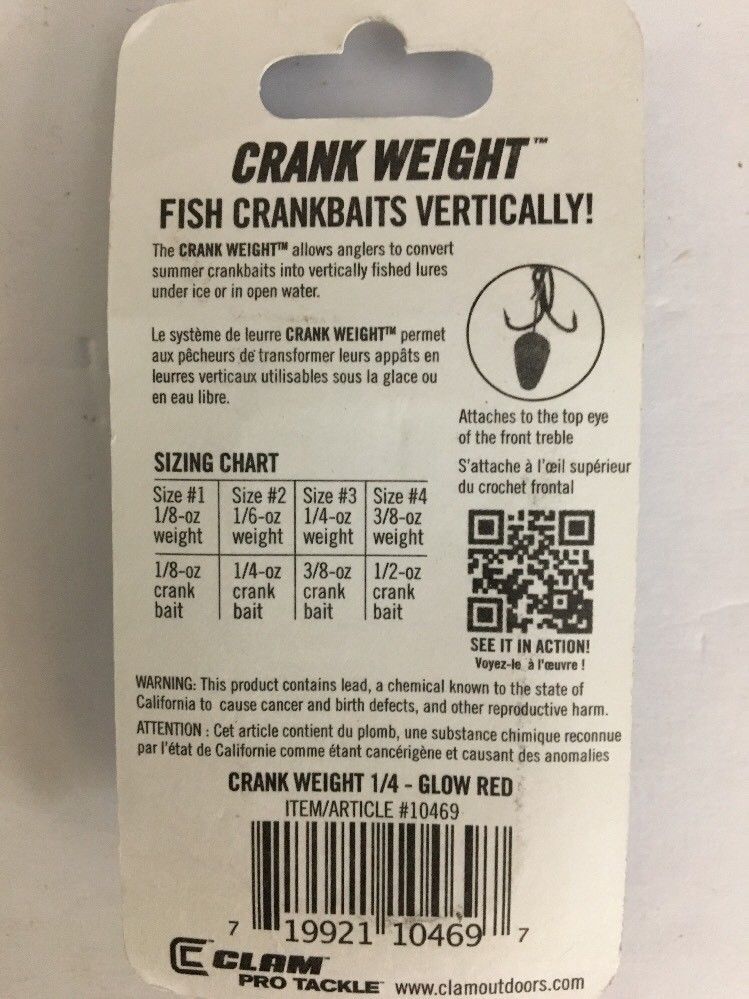 CRANK WEIGHT™
FISH CRANKBAITS VERTICALLY!
The CRANK WEIGHT™ allows anglers to convert
summer crankbaits into vertically fished lures
under ice or in open water.
Le système de leurre CRANK WEIGHT™ permet
aux pêcheurs de transformer leurs appâts en
leurres verticaux utilisables sous la glace ou
en eau libre.
Attaches to the top eye
of the front treble
S'attache à l'œil supérieur
du crochet frontal
SIZING CHART
Size #1 Size #2 Size #3 Size #4
1/8-oz 1/6-oz 1/4-oz 3/8-oz
weight weight weight weight
1/8-oz 1/4-oz 3/8-oz 1/2-oz
crank crank crank crank
bait bait bait bait
SEE IT IN ACTION!
Voyez-le à l'œuvre !
WARNING: This product contains lead, a chemical known to the state of
California to cause cancer and birth defects, and other reproductive harm.
ATTENTION : Cet article contient du plomb, une substance chimique reconnue
par l'état de Californie comme étant cancérigène et causant des anomalies
CRANK WEIGHT 1/4 - GLOW RED
ITEM/ARTICLE #10469
7 19921 10469 7
CLAM
PRO TACKLE www.clamoutdoors.com